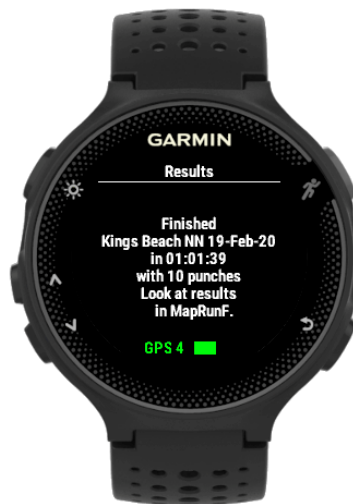 GARMIN
Results
Finished
Kings Beach NN 19-Feb-20
in 01:01:39
with 10 punches
Look at results
in MapRunF.
GPS 4